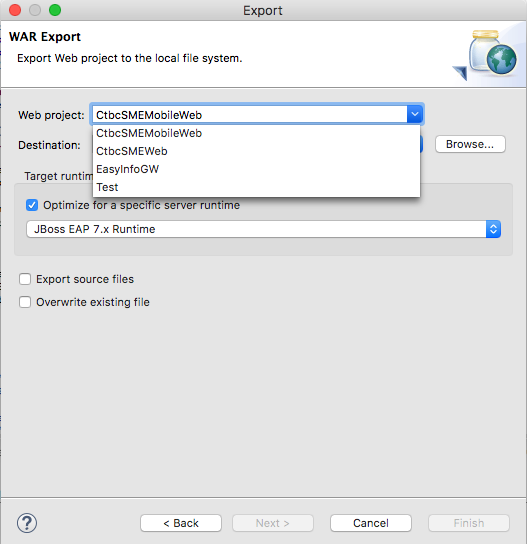 Export
WAR Export
Export Web project to the local file system.
Web project: CtbcSMEMobileWeb
CtbcSMEMobileWeb
Destination: CtbcSMEWeb Browse...
EasyInfoGW
Target runtim
Test
Optimize for a specific server runtime
JBoss EAP 7.x Runtime
Export source files
Overwrite existing file
? < Back Next > Cancel Finish